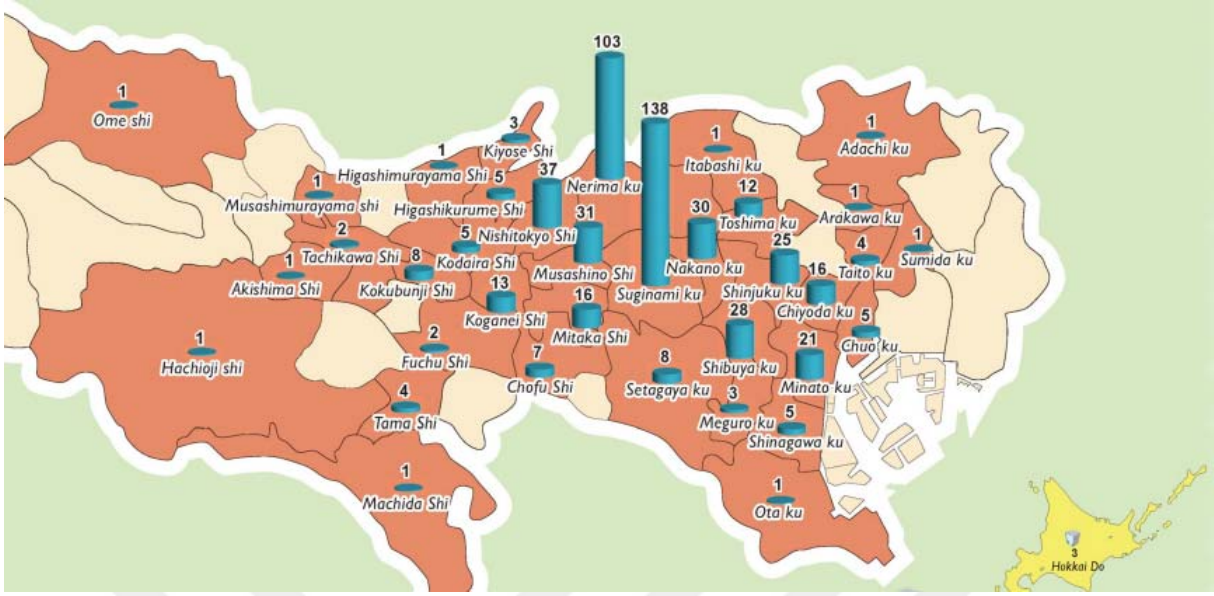 103
Nerima ku
138
Suginami ku
1
Ome shi
3
Kiyose Shi
1
Itabashi ku
1
Adachi ku
1
Higashimurayama Shi
5
Higashikurume Shi
37
Nishitokyo Shi
1
Musashimurayama shi
31
Musashino Shi
30
Nakano ku
12
Toshima ku
1
Arakawa ku
2
Tachikawa Shi
5
Kodaira Shi
25
Shinjuku ku
4
Taito ku
1
Sumida ku
1
Akishima Shi
8
Kokubunji Shi
13
Koganei Shi
16
Mitaka Shi
16
Chiyoda ku
1
Hachioji shi
2
Fuchu Shi
7
Chofu Shi
8
Setagaya ku
28
Shibuya ku
21
Minato ku
5
Chuo ku
4
Tama Shi
3
Meguro ku
5
Shinagawa ku
1
Machida Shi
1
Ota ku
3
Hokkai Do